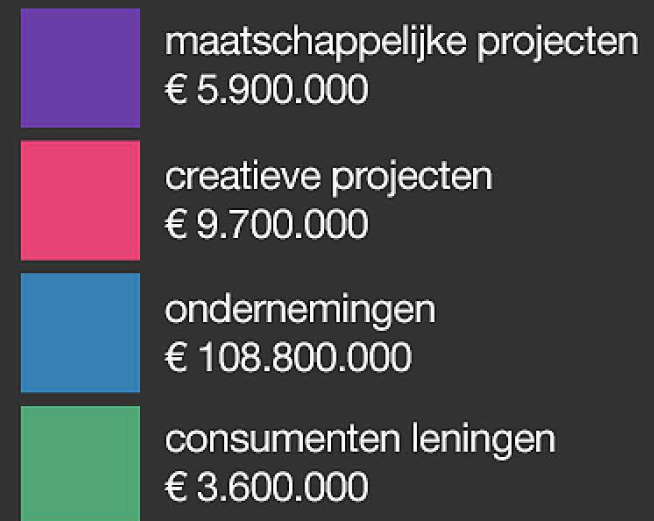 maatschappelijke projecten
€ 5.900.000
creatieve projecten
€ 9.700.000
ondernemingen
€ 108.800.000
consumenten leningen
€ 3.600.000